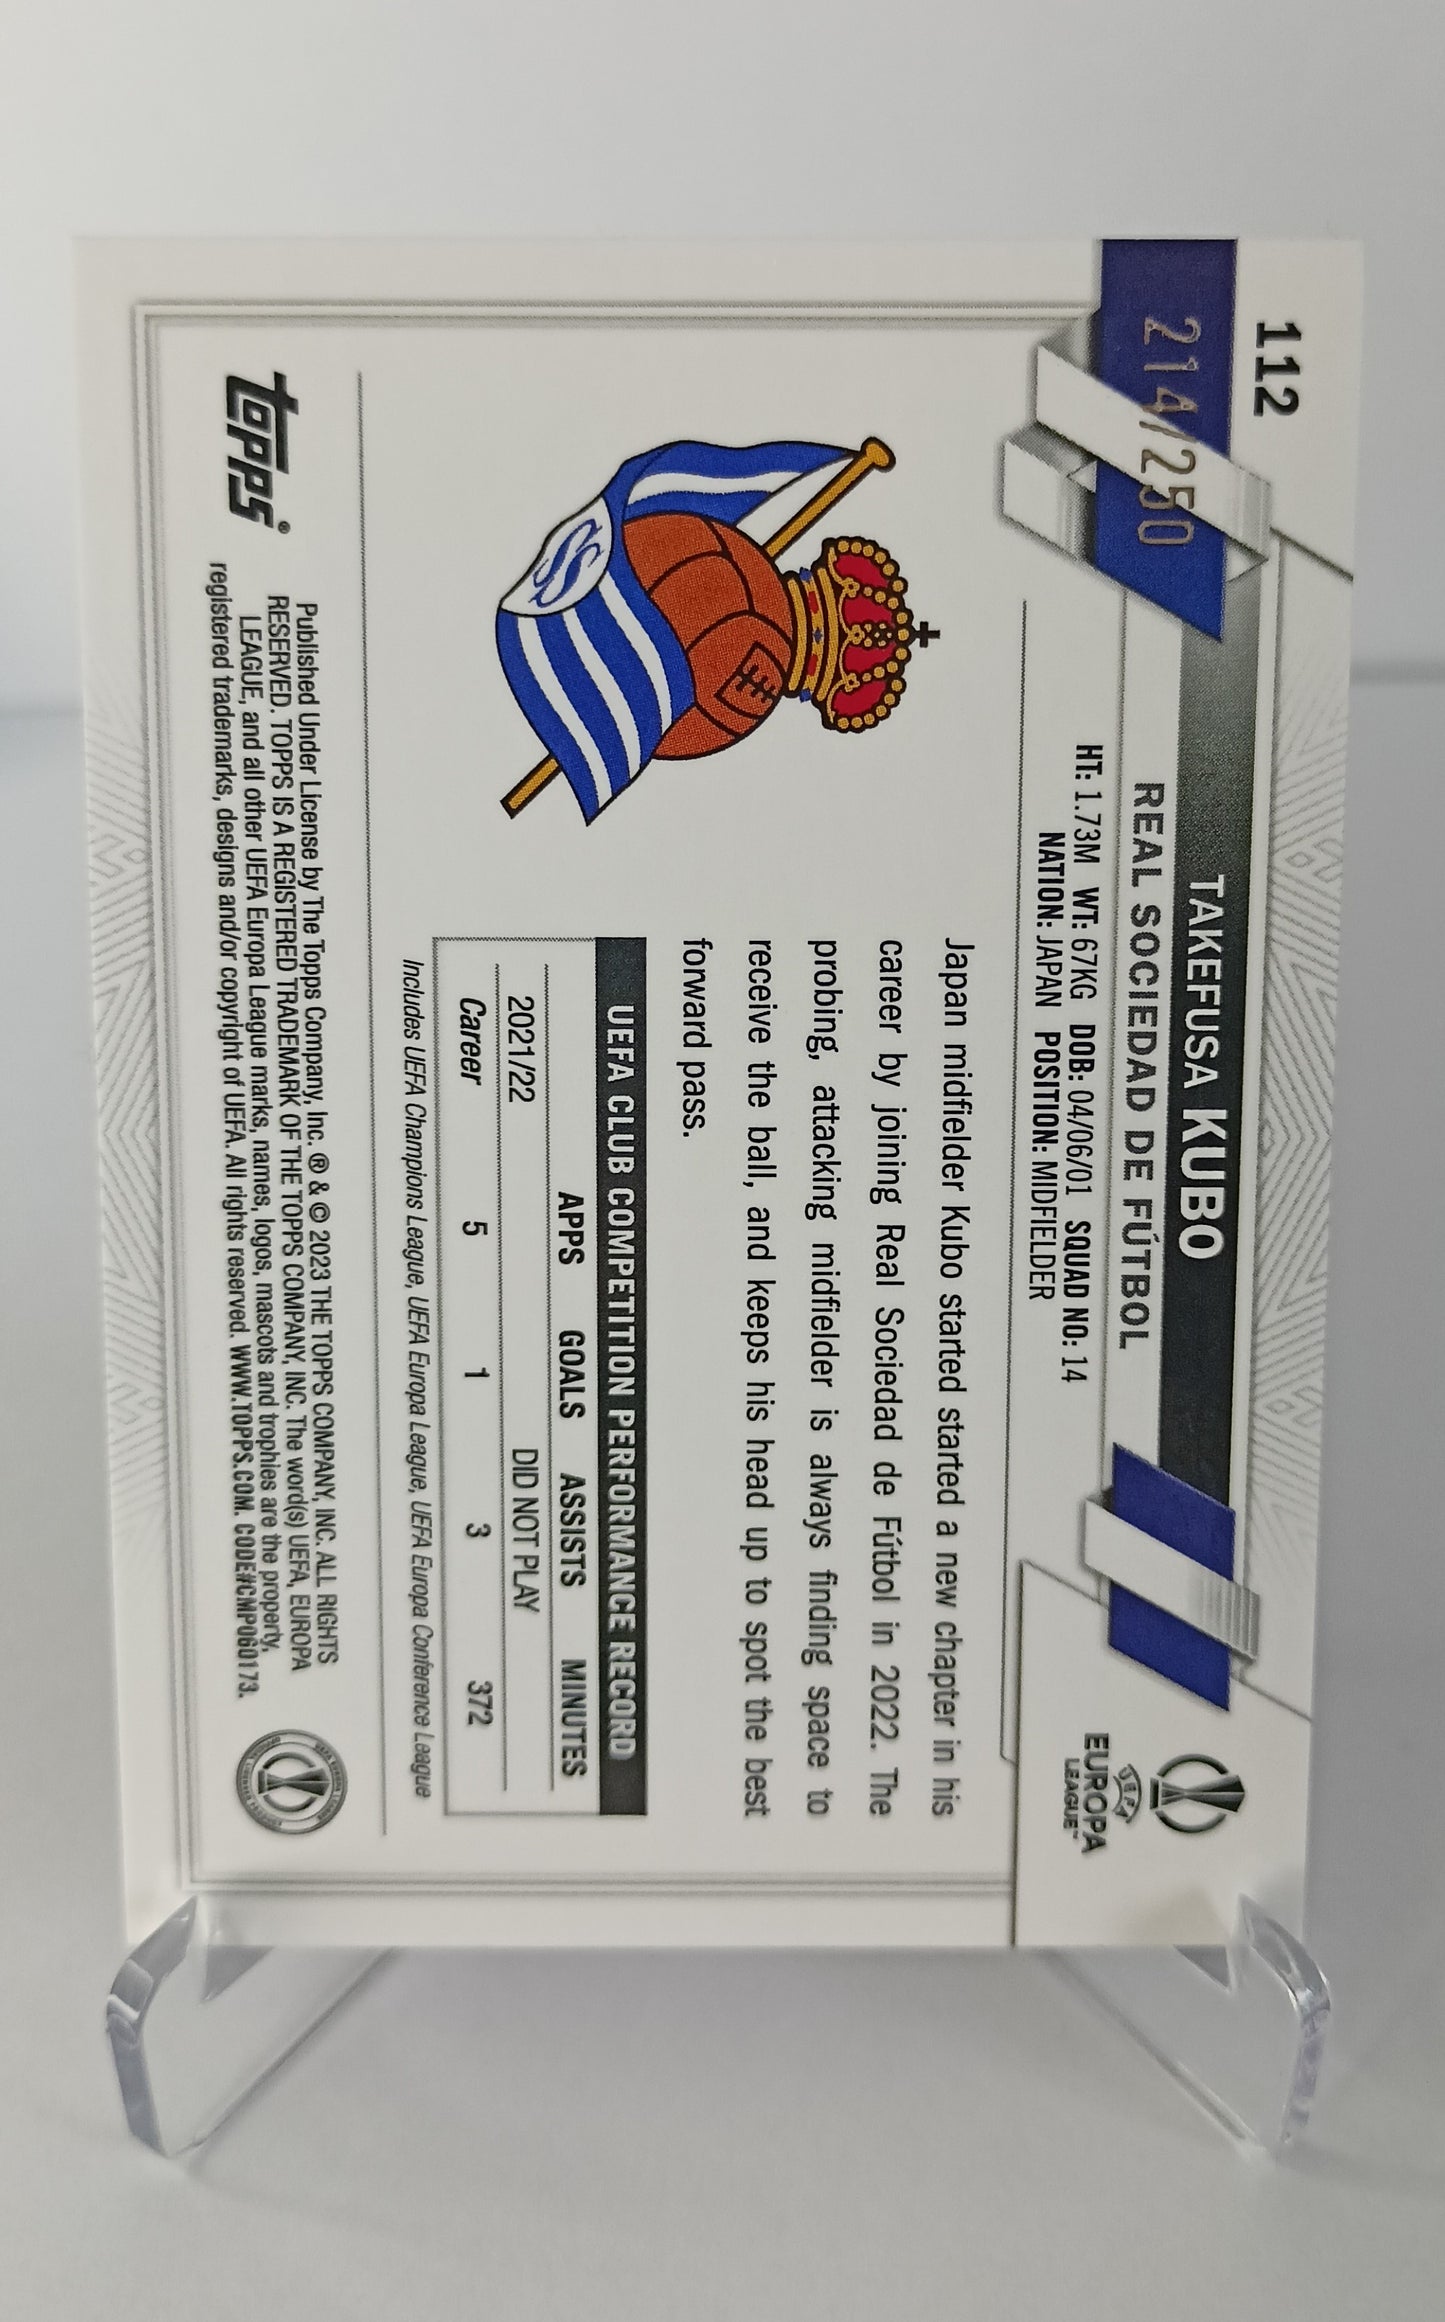 112
214/250
TAKEFUSA KUBO
REAL SOCIEDAD DE FÚTBOL
HT: 1.73M WT: 67KG DOB: 04/06/01 SQUAD NO: 14
NATION: JAPAN POSITION: MIDFIELDER
UEFA
EUROPA
LEAGUE™
Japan midfielder Kubo started started a new chapter in his
career by joining Real Sociedad de Fútbol in 2022. The
probing, attacking midfielder is always finding space to
receive the ball, and keeps his head up to spot the best
forward pass.
UEFA CLUB COMPETITION PERFORMANCE RECORD
APPS GOALS ASSISTS MINUTES
2021/22 DID NOT PLAY
Career 5 1 3 372
Includes UEFA Champions League, UEFA Europa League, UEFA Europa Conference League
topps®
Published Under License by The Topps Company, Inc. ® & © 2023 THE TOPPS COMPANY, INC. ALL RIGHTS
RESERVED. TOPPS IS A REGISTERED TRADEMARK OF THE TOPPS COMPANY, INC. The word(s) UEFA, EUROPA
LEAGUE, and all other UEFA Europa League marks, names, logos, mascots and trophies are the property,
registered trademarks, designs and/or copyright of UEFA. All rights reserved. WWW.TOPPS.COM. CODE#CMP060173.